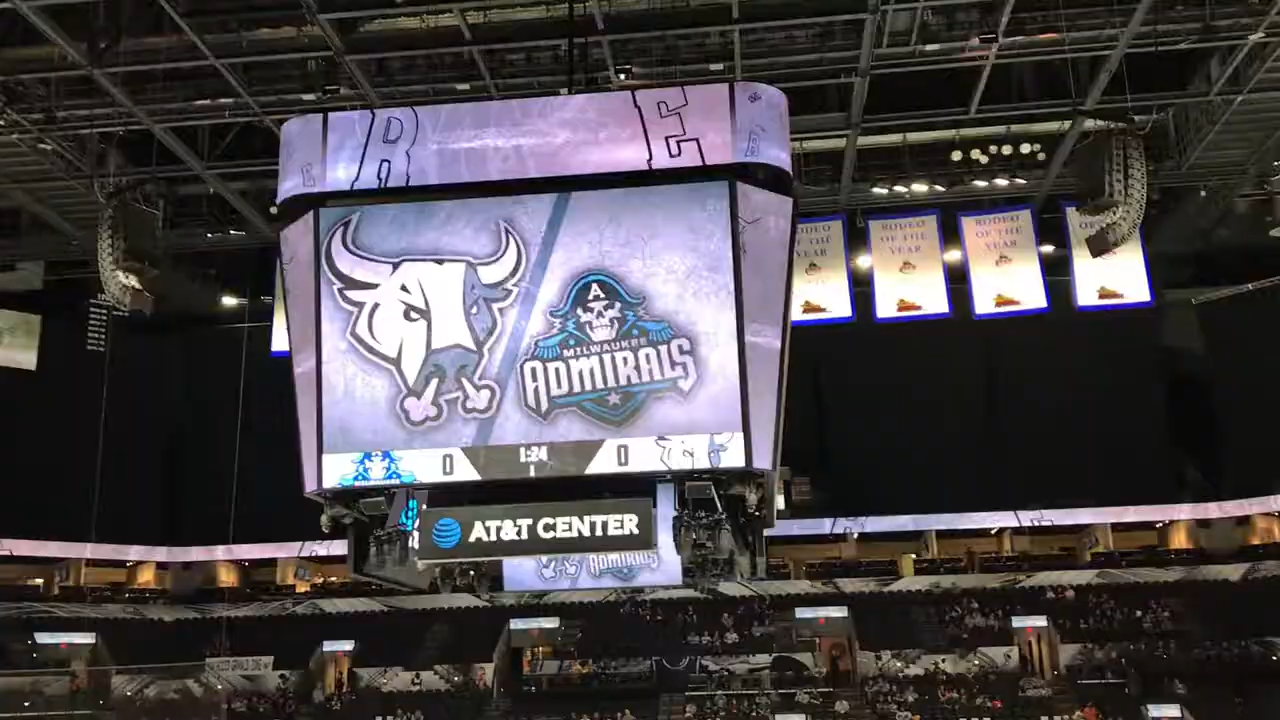 R E
E
B
A
MILWAUKEE
ADMIRALS
0 1:24 0
1
MILWAUKEE
AT&T CENTER
ADMIRALS
RODEO
OF THE
YEAR
RODEO
OF THE
YEAR
RODEO
OF THE
YEAR